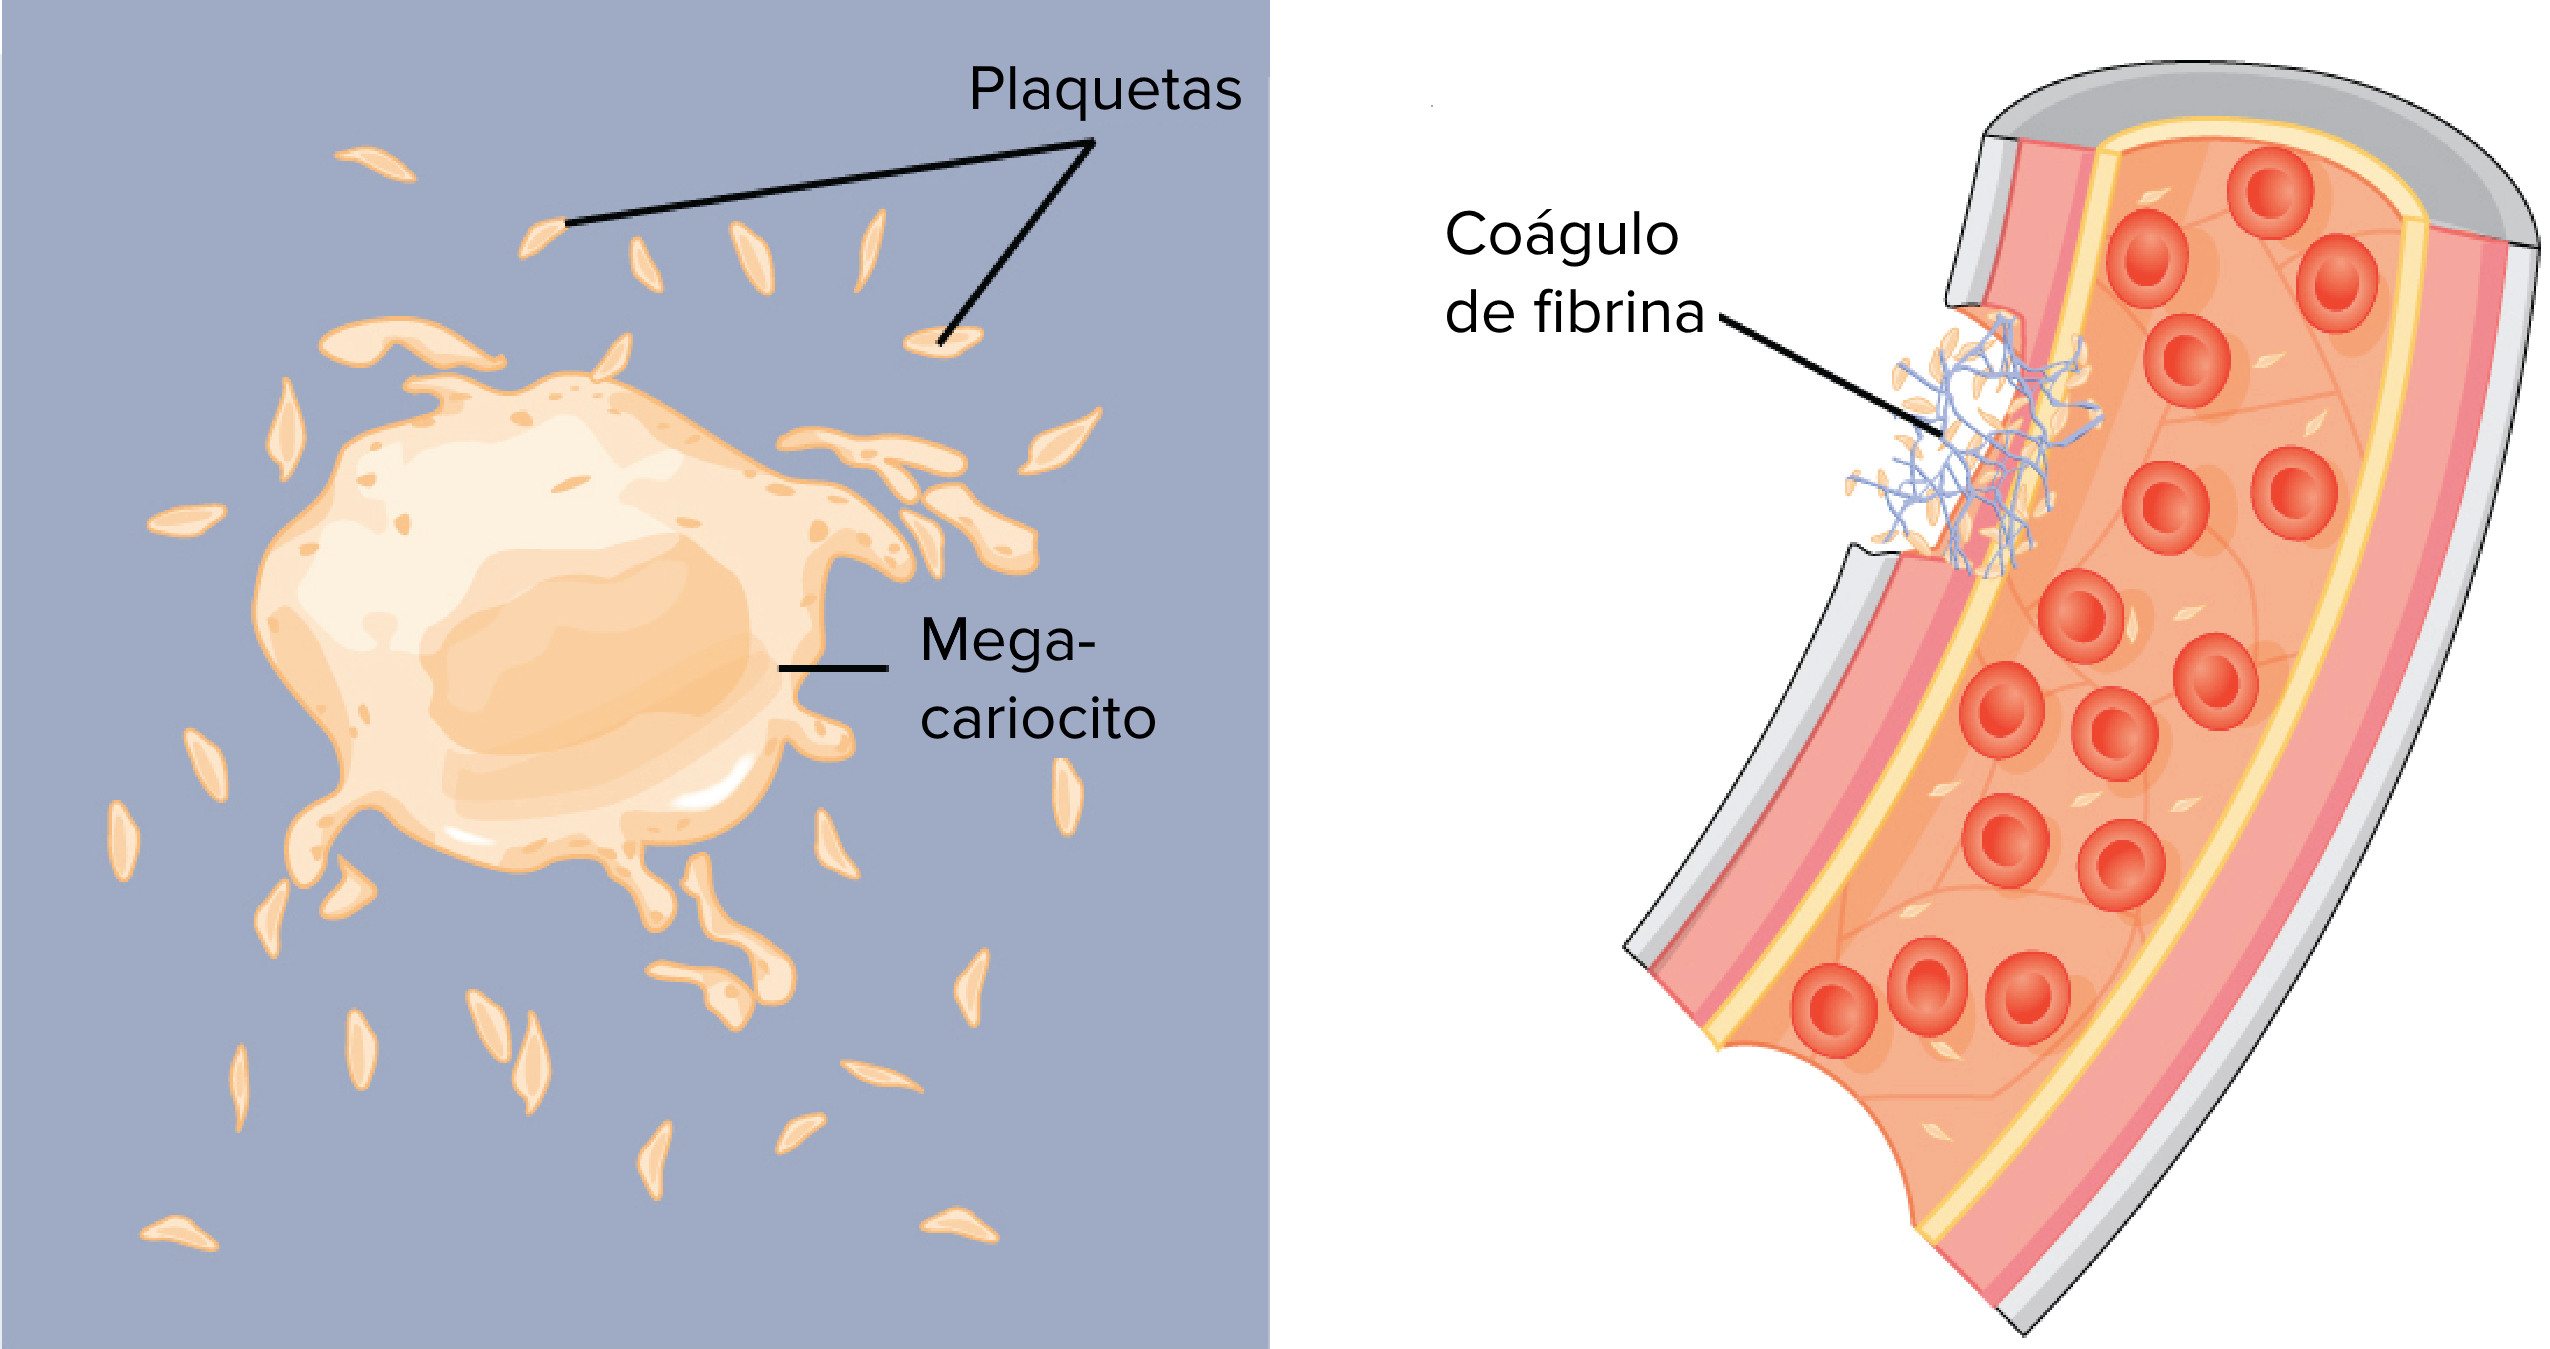 Plaquetas
Mega-
cariocito
Coágulo
de fibrina